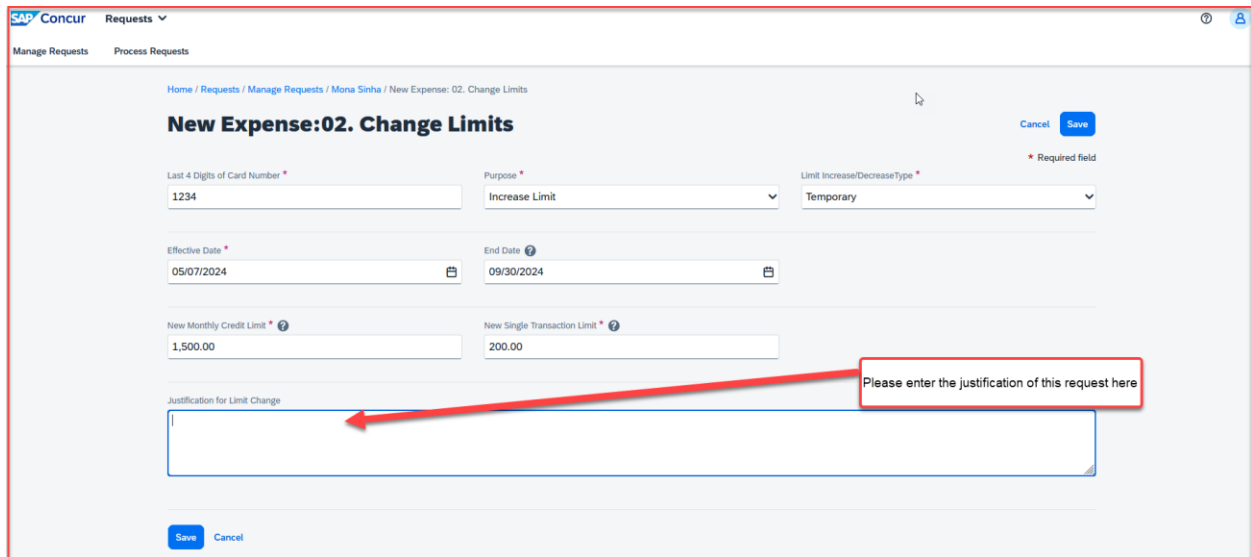 SAP Concur Requests
Manage Requests Process Requests
Home / Requests / Manage Requests / Mona Sinha / New Expense: 02. Change Limits
New Expense:02. Change Limits
Cancel Save
* Required field
Last 4 Digits of Card Number * Purpose * Limit Increase/DecreaseType *
1234 Increase Limit Temporary
Effective Date * End Date ?
05/07/2024 09/30/2024
New Monthly Credit Limit * ? New Single Transaction Limit * ?
1,500.00 200.00
Please enter the justification of this request here
Justification for Limit Change
Save Cancel